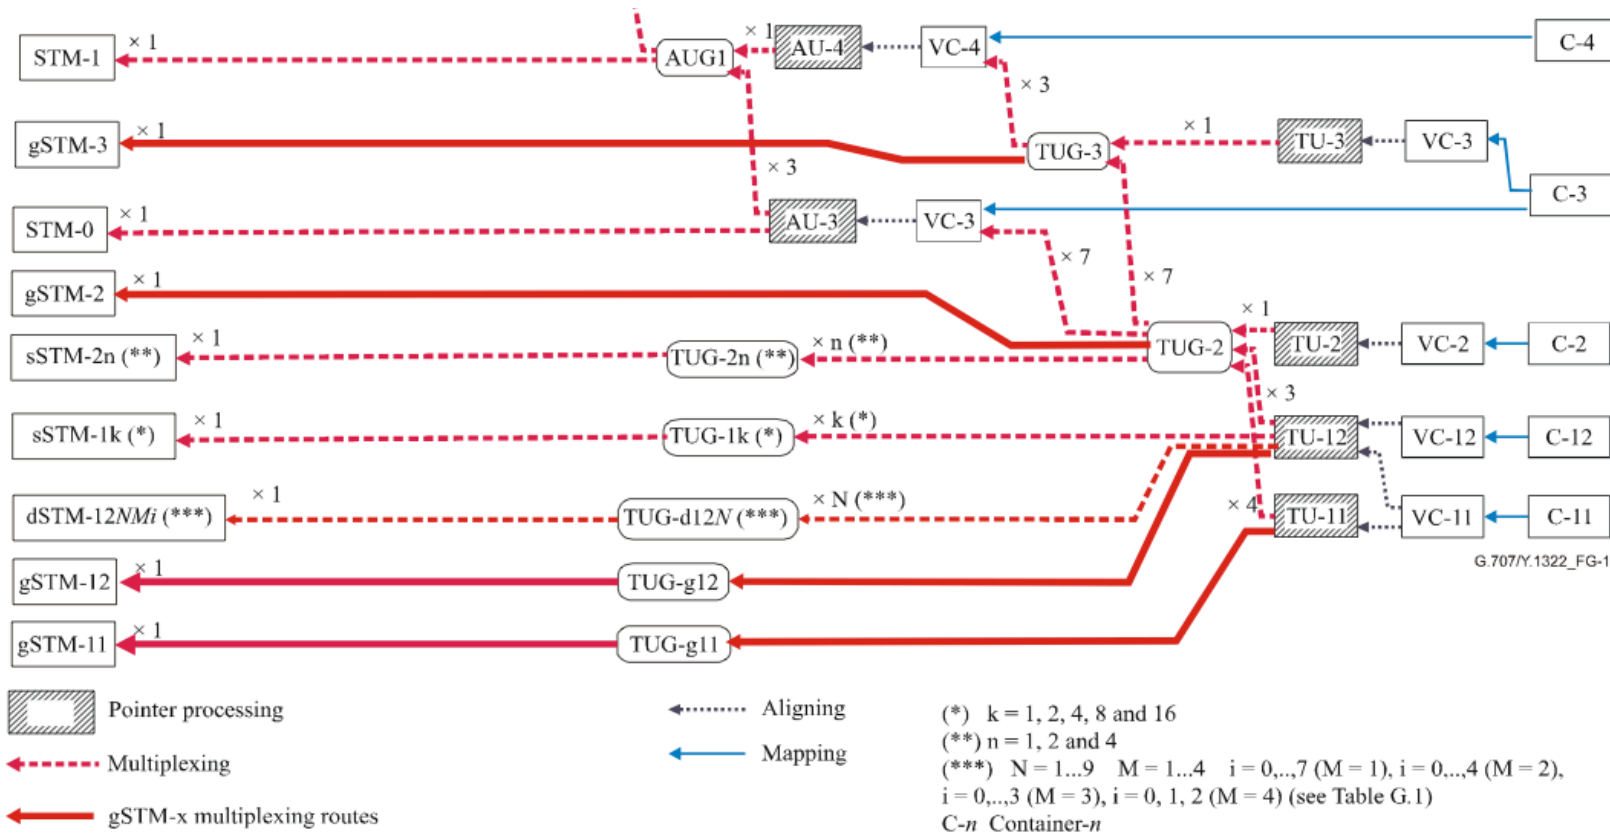 × 1
STM-1
AUG1
× 1
AU-4
VC-4
C-4
× 3
gSTM-3
× 1
TUG-3
× 1
TU-3
VC-3
C-3
× 3
STM-0
× 1
AU-3
VC-3
× 7
× 7
gSTM-2
× 1
sSTM-2n (**)
× 1
TUG-2n (**)
× n (**)
TUG-2
× 1
TU-2
VC-2
C-2
× 3
sSTM-1k (*)
× 1
TUG-1k (*)
× k (*)
TU-12
VC-12
C-12
dSTM-12NMi (***)
× 1
TUG-d12N (***)
× N (***)
× 4
TU-11
VC-11
C-11
G.707/Y.1322_FG-1
gSTM-12
× 1
TUG-g12
gSTM-11
× 1
TUG-g11
Pointer processing
Multiplexing
gSTM-x multiplexing routes
Aligning
Mapping
(*) k = 1, 2, 4, 8 and 16
(**) n = 1, 2 and 4
(***) N = 1...9 M = 1...4 i = 0,..,7 (M = 1), i = 0,..,4 (M = 2),
i = 0,..,3 (M = 3), i = 0, 1, 2 (M = 4) (see Table G.1)
C-n Container-n